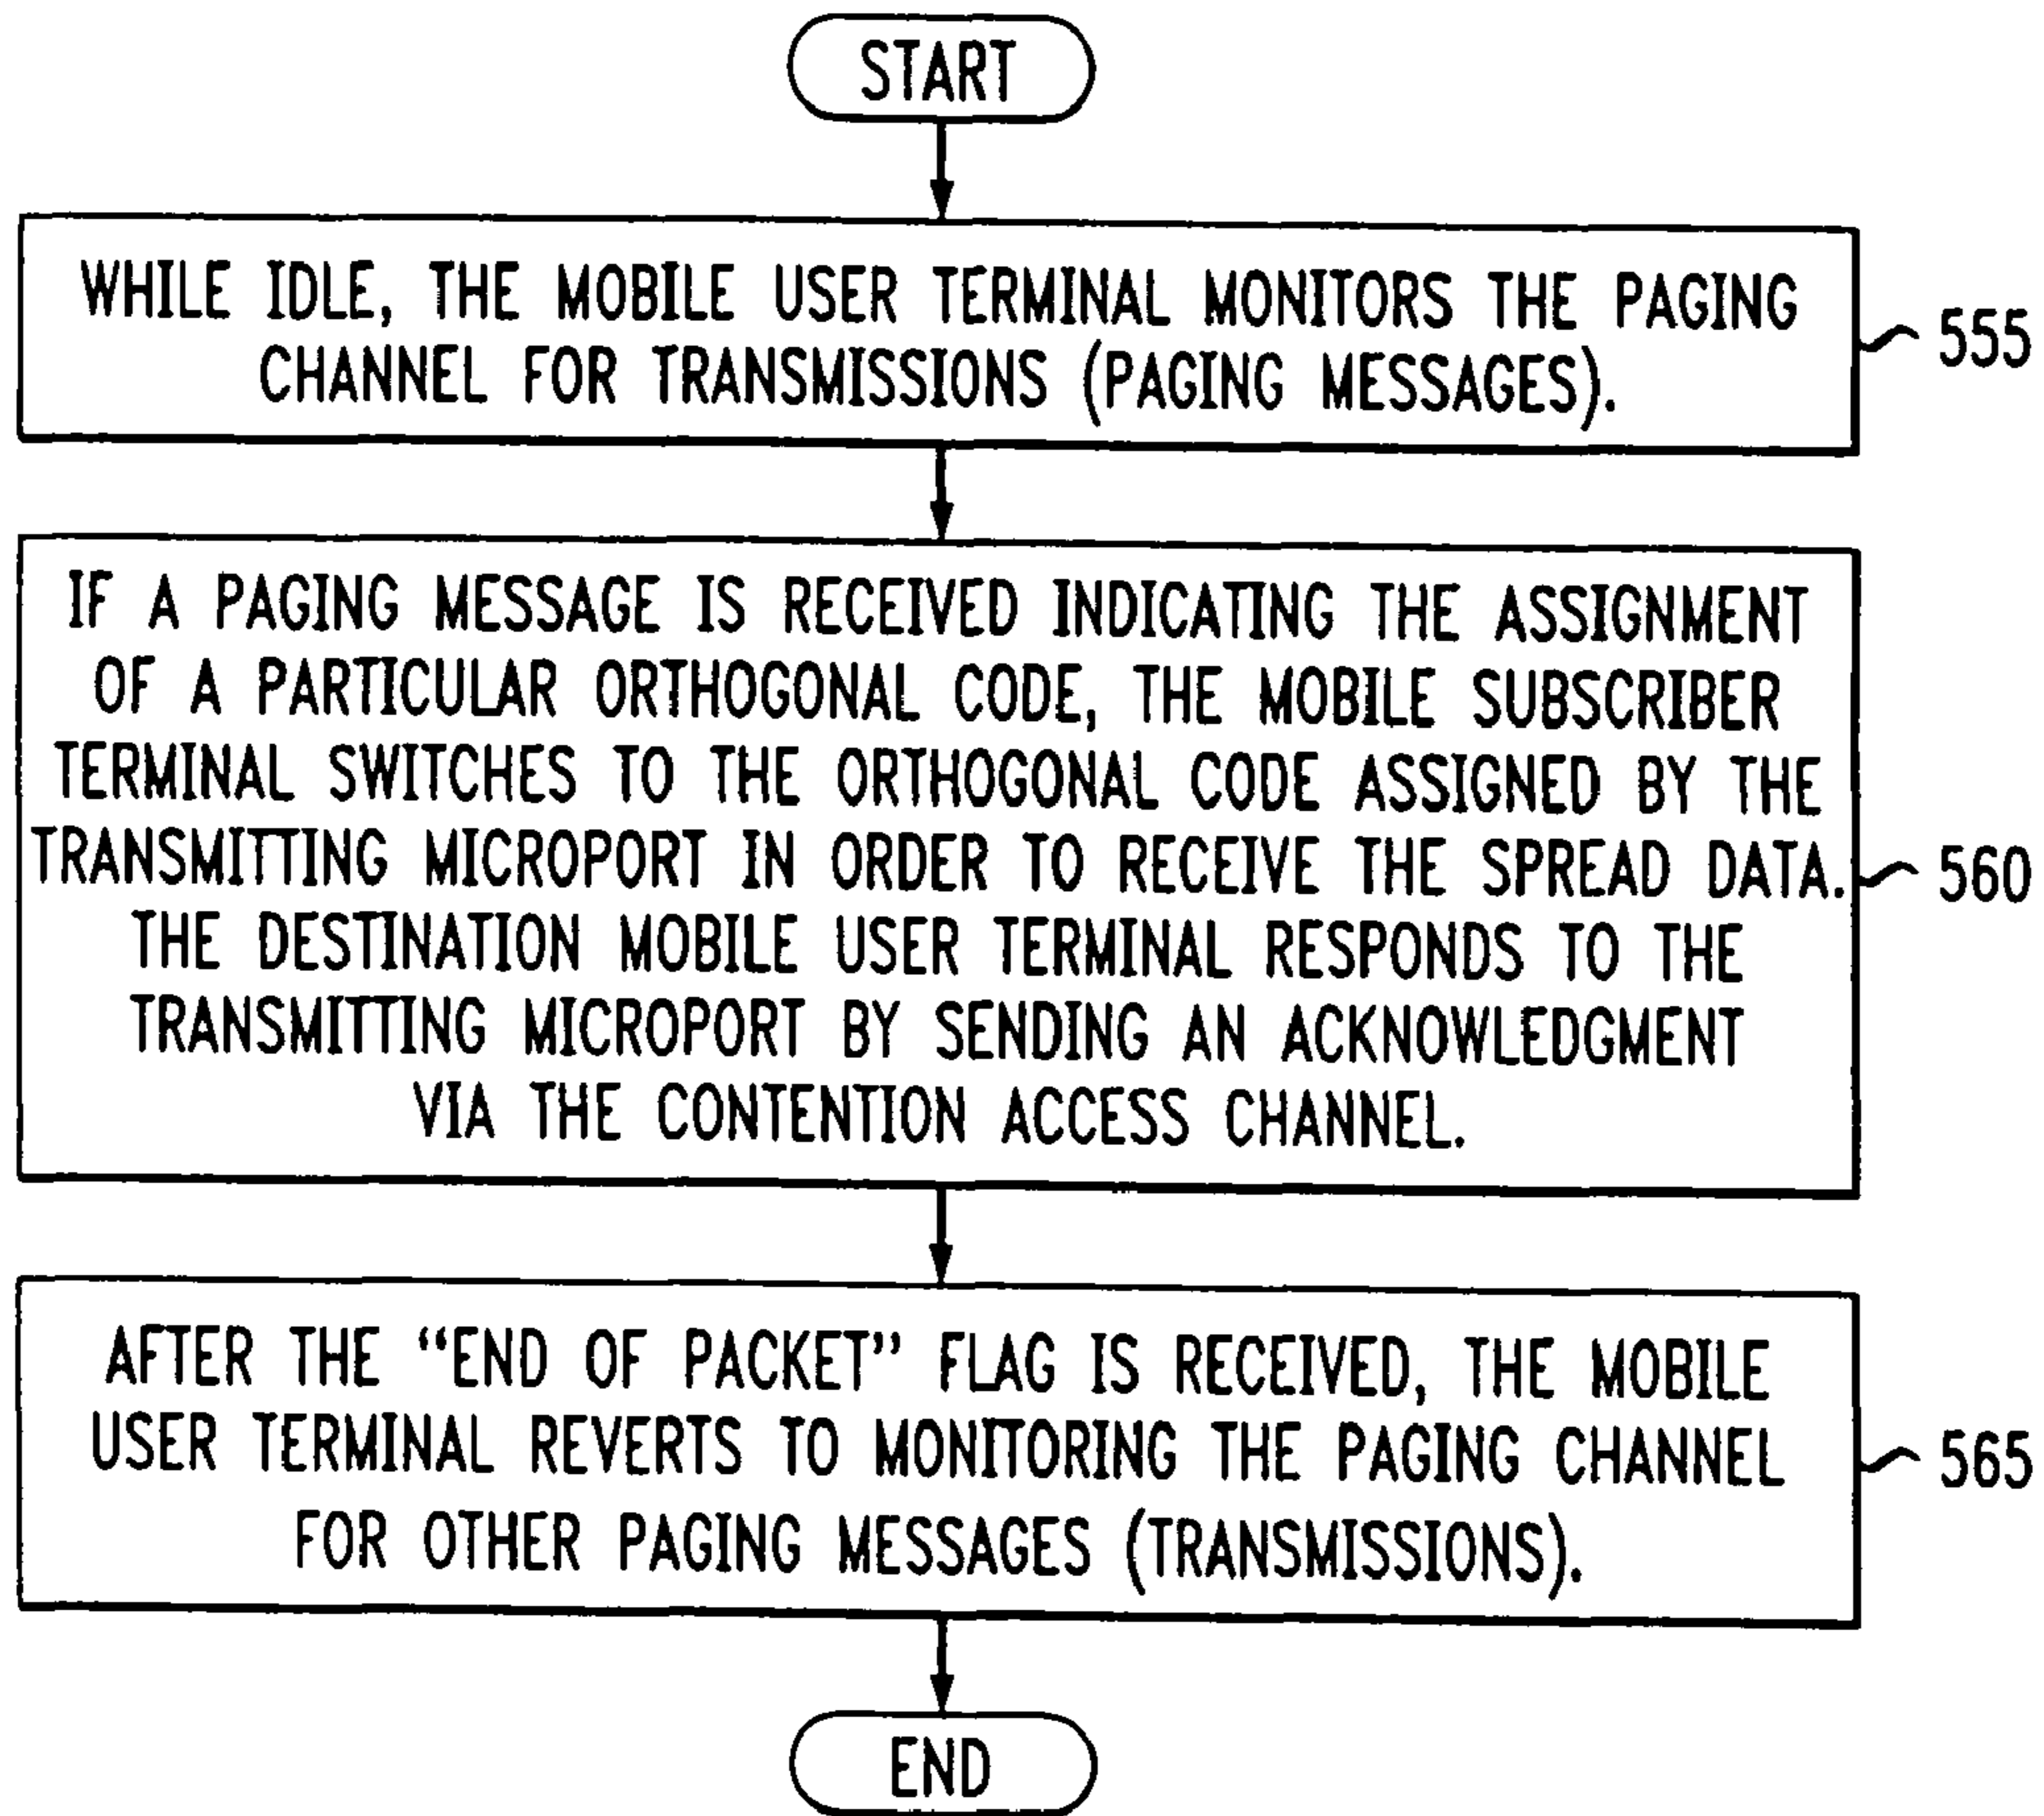 START
WHILE IDLE, THE MOBILE USER TERMINAL MONITORS THE PAGING
CHANNEL FOR TRANSMISSIONS (PAGING MESSAGES).
555
IF A PAGING MESSAGE IS RECEIVED INDICATING THE ASSIGNMENT
OF A PARTICULAR ORTHOGONAL CODE, THE MOBILE SUBSCRIBER
TERMINAL SWITCHES TO THE ORTHOGONAL CODE ASSIGNED BY THE
TRANSMITTING MICROPORT IN ORDER TO RECEIVE THE SPREAD DATA.
THE DESTINATION MOBILE USER TERMINAL RESPONDS TO THE
TRANSMITTING MICROPORT BY SENDING AN ACKNOWLEDGMENT
VIA THE CONTENTION ACCESS CHANNEL.
560
AFTER THE “END OF PACKET” FLAG IS RECEIVED, THE MOBILE
USER TERMINAL REVERTS TO MONITORING THE PAGING CHANNEL
FOR OTHER PAGING MESSAGES (TRANSMISSIONS).
565
END